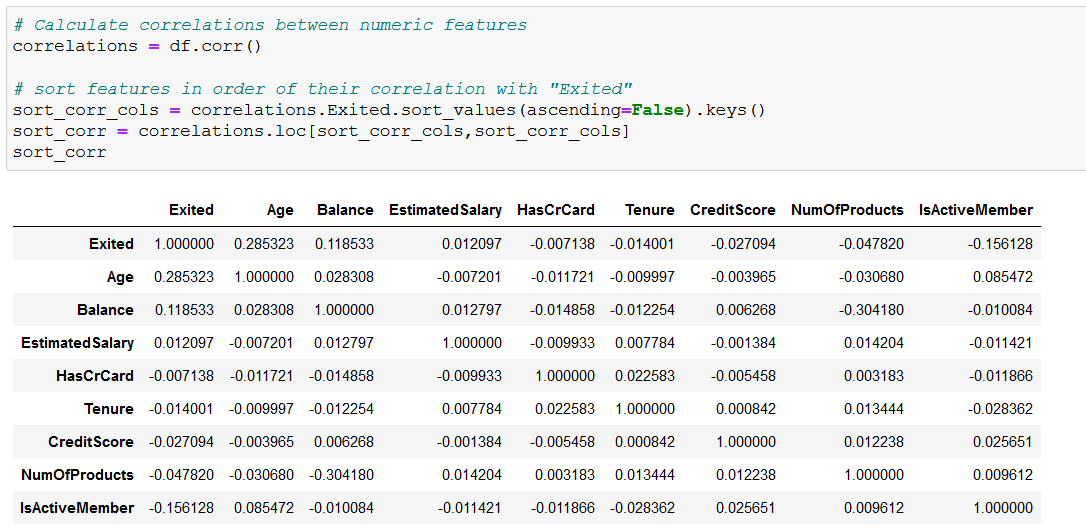 # Calculate correlations between numeric features
correlations = df.corr()
# sort features in order of their correlation with "Exited"
sort_corr_cols = correlations.Exited.sort_values(ascending=False).keys()
sort_corr = correlations.loc[sort_corr_cols,sort_corr_cols]
sort_corr
Exited Age Balance EstimatedSalary HasCrCard Tenure CreditScore NumOfProducts IsActiveMember
Exited 1.000000 0.285323 0.118533 0.012097 -0.007138 -0.014001 -0.027094 -0.047820 -0.156128
Age 0.285323 1.000000 0.028308 -0.007201 -0.011721 -0.009997 -0.003965 -0.030680 0.085472
Balance 0.118533 0.028308 1.000000 0.012797 -0.014858 -0.012254 0.006268 -0.304180 -0.010084
EstimatedSalary 0.012097 -0.007201 0.012797 1.000000 -0.009933 0.007784 -0.001384 0.014204 -0.011421
HasCrCard -0.007138 -0.011721 -0.014858 -0.009933 1.000000 0.022583 -0.005458 0.003183 -0.011866
Tenure -0.014001 -0.009997 -0.012254 0.007784 0.022583 1.000000 0.000842 0.013444 -0.028362
CreditScore -0.027094 -0.003965 0.006268 -0.001384 -0.005458 0.000842 1.000000 0.012238 0.025651
NumOfProducts -0.047820 -0.030680 -0.304180 0.014204 0.003183 0.013444 0.012238 1.000000 0.009612
IsActiveMember -0.156128 0.085472 -0.010084 -0.011421 -0.011866 -0.028362 0.025651 0.009612 1.000000